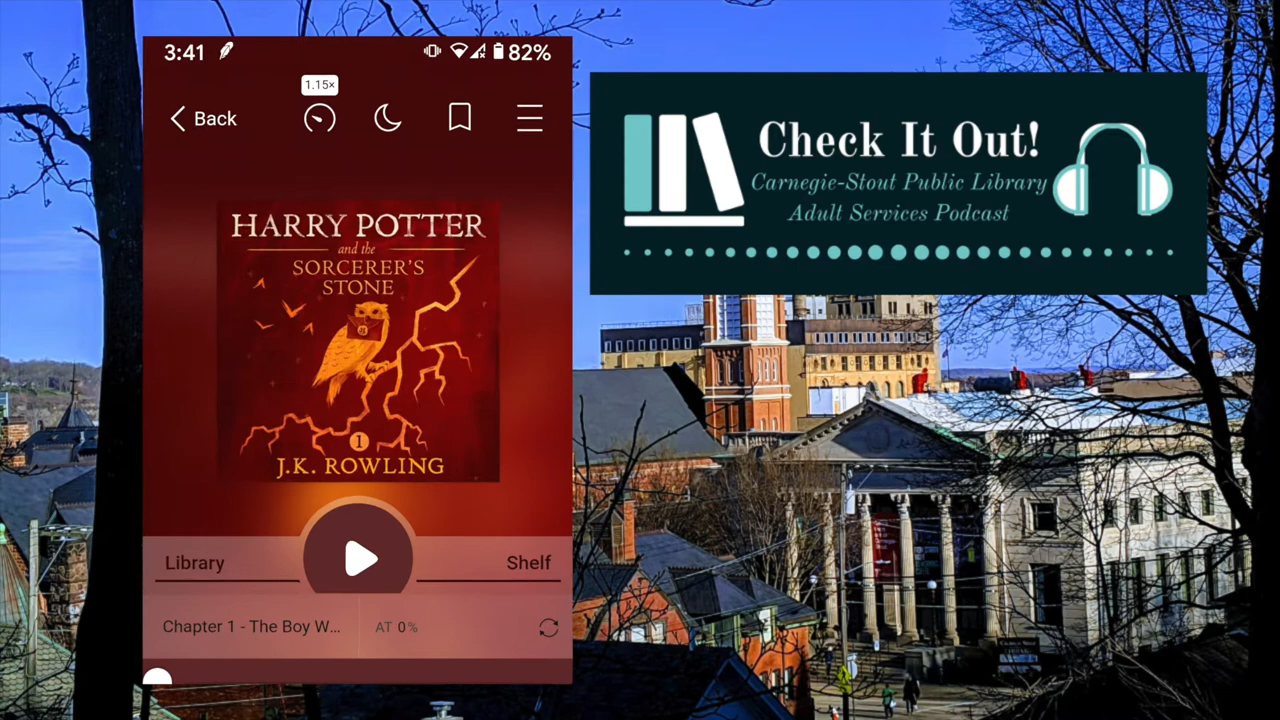 3:41
82%
1.15×
Back
HARRY POTTER
and the
SORCERER'S
STONE
1
J.K. ROWLING
Library
Shelf
Chapter 1 - The Boy W...
AT 0%
Check It Out!
Carnegie-Stout Public Library
Adult Services Podcast